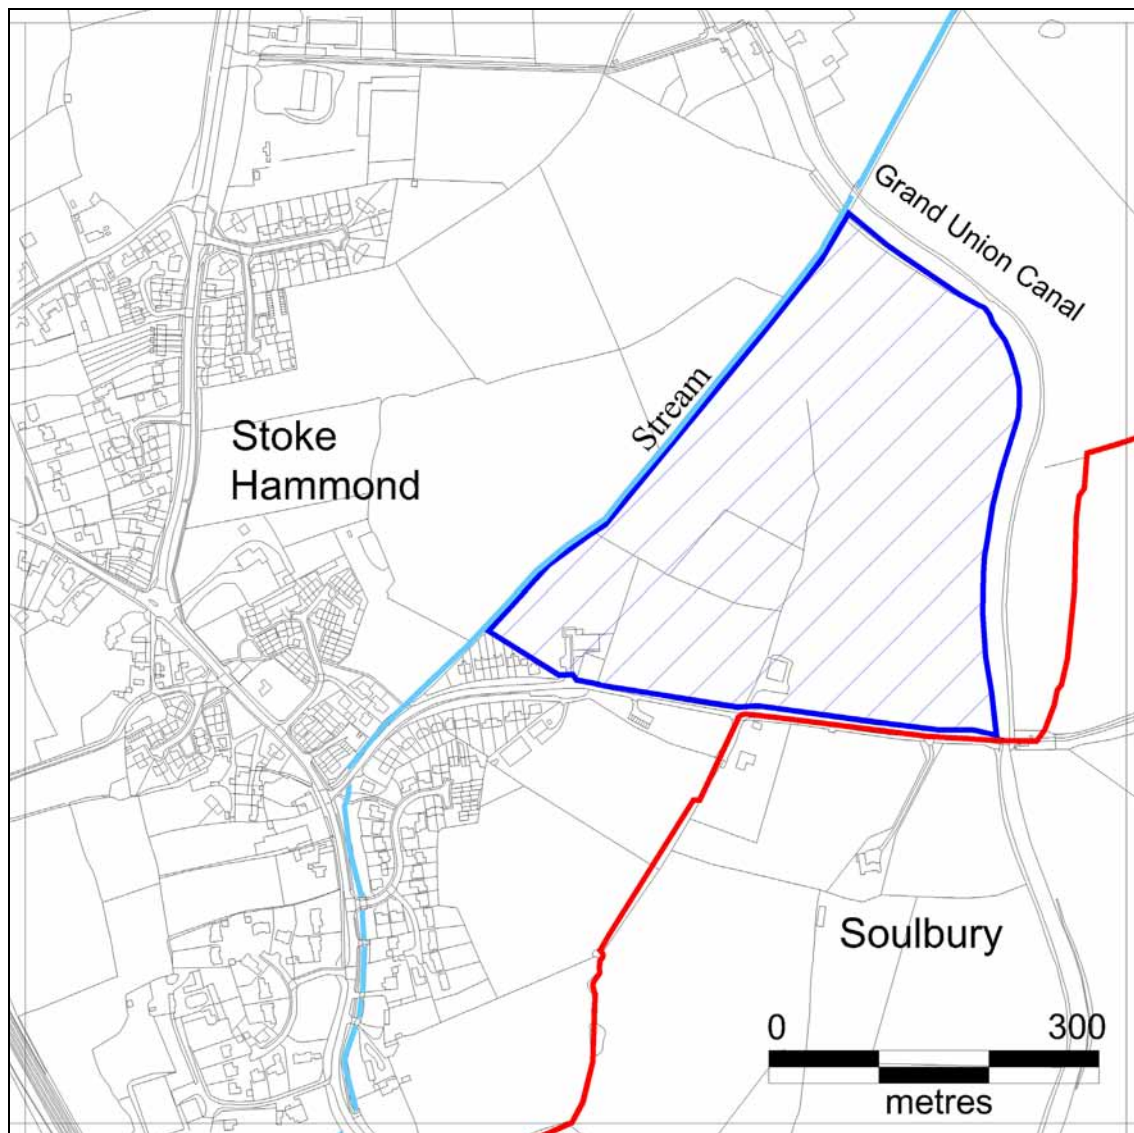 Grand Union Canal
Stream
Stoke
Hammond
Soulbury
0 300
metres